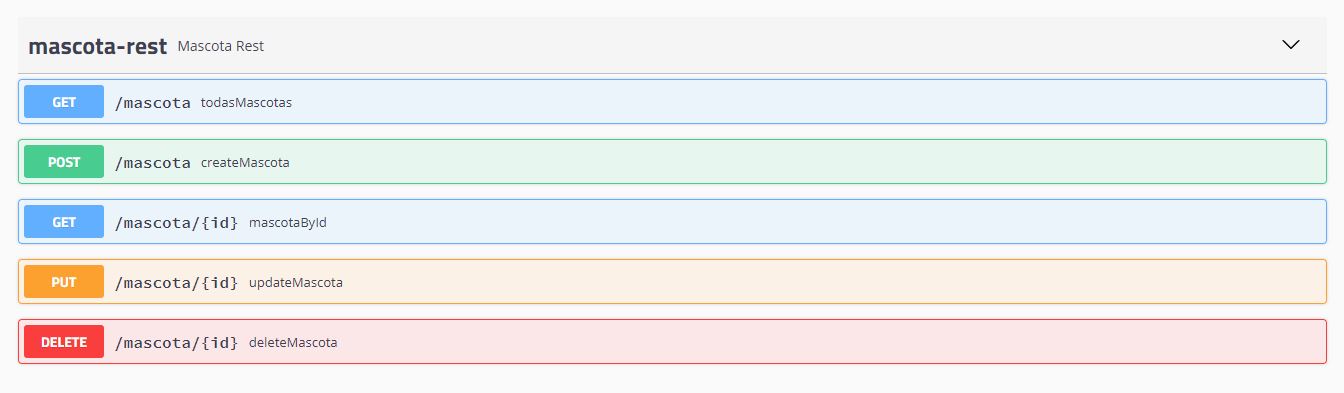 mascota-rest Mascota Rest
GET /mascota todasMascotas
POST /mascota createMascota
GET /mascota/{id} mascotaById
PUT /mascota/{id} updateMascota
DELETE /mascota/{id} deleteMascota